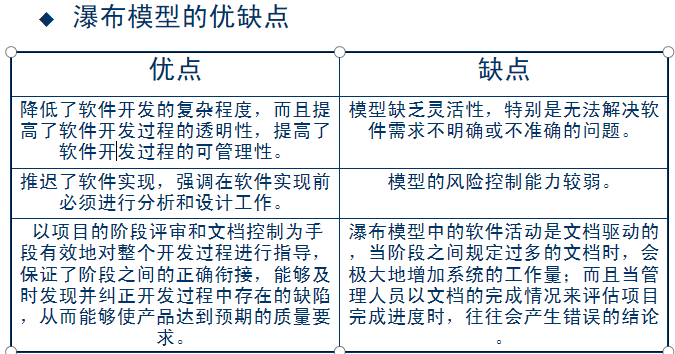 瀑布模型的优缺点
优点
缺点
降低了软件开发的复杂程度，而且提
高了软件开发过程的透明性，提高了
软件开发过程的可管理性。
模型缺乏灵活性，特别是无法解决软
件需求不明确或不准确的问题。
推迟了软件实现，强调在软件实现前
必须进行分析和设计工作。
模型的风险控制能力较弱。
以项目的阶段评审和文档控制为手
段有效地对整个开发过程进行指导，
保证了阶段之间的正确衔接，能够及
时发现并纠正开发过程中存在的缺陷
，从而能够使产品达到预期的质量要
求。
瀑布模型中的软件活动是文档驱动的
，当阶段之间规定过多的文档时，会
极大地增加系统的工作量；而且当管
理人员以文档的完成情况来评估项目
完成进度时，往往会产生错误的结论
。